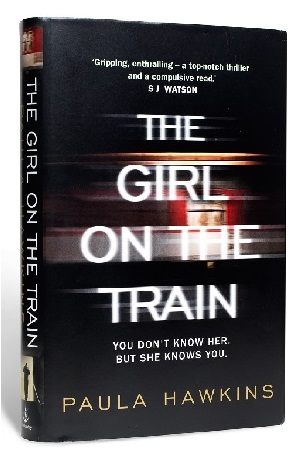 'Gripping, enthralling – a top-notch thriller
and a compulsive read.'
S J WATSON
THE
GIRL
ON THE
TRAIN
YOU DON'T KNOW HER.
BUT SHE KNOWS YOU.
PAULA HAWKINS
THE GIRL ON THE TRAIN